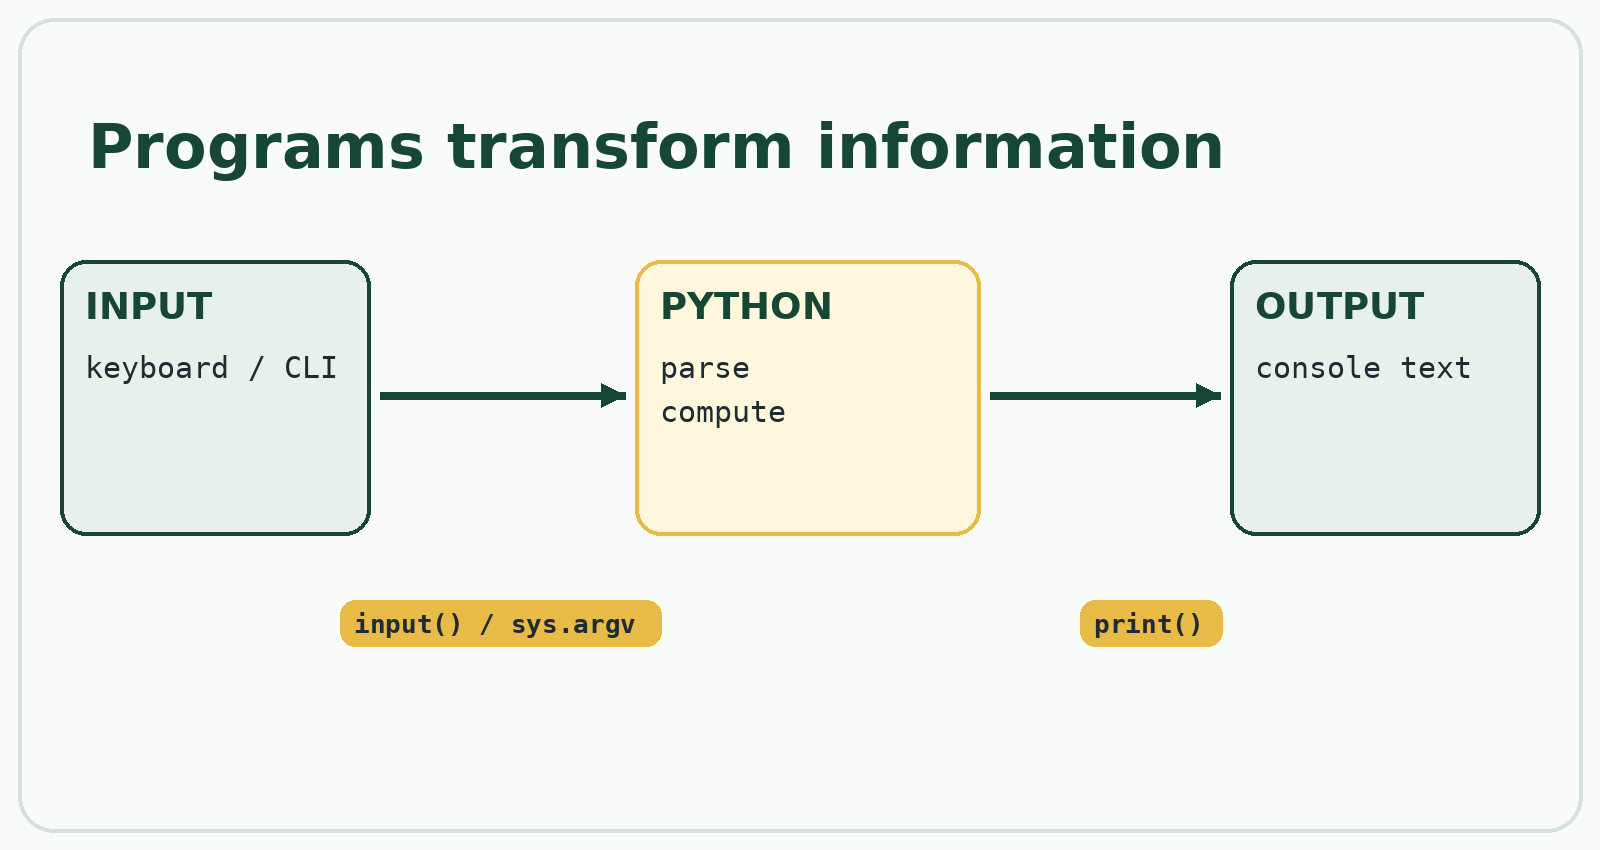 Programs transform information
INPUT
keyboard / CLI
PYTHON
parse
compute
OUTPUT
console text
input() / sys.argv
print()